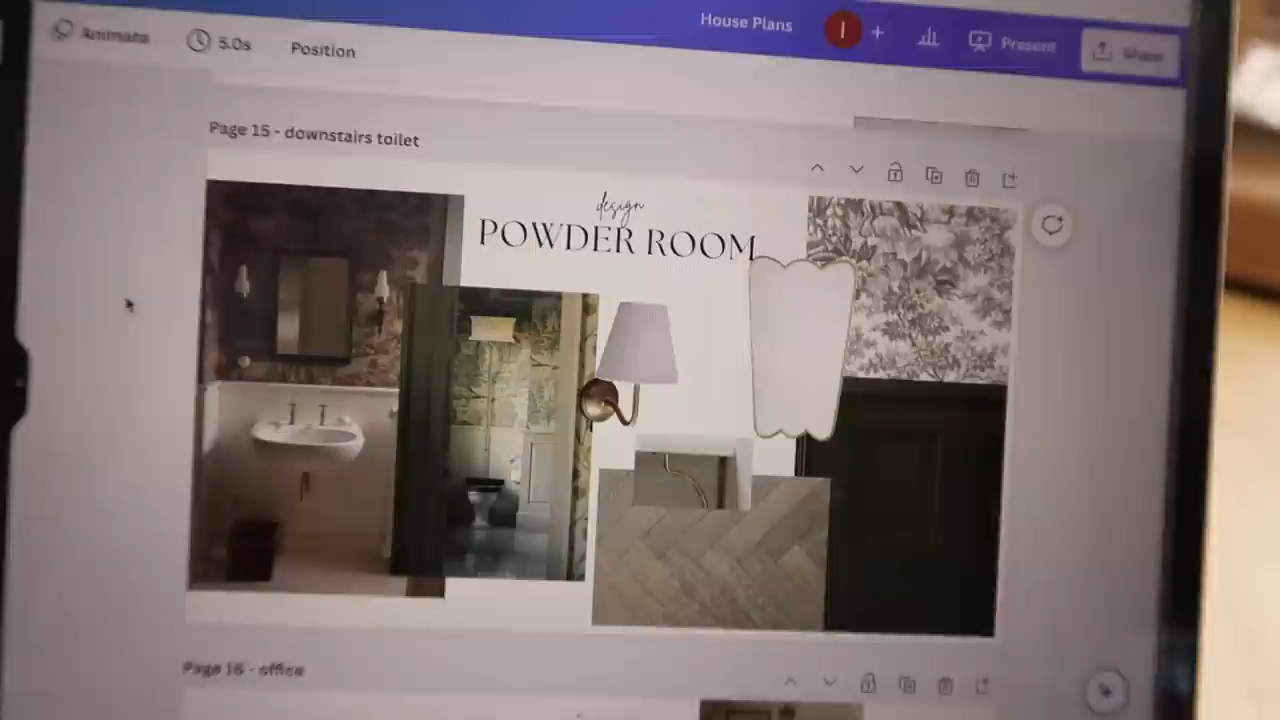 House Plans
I
+
Animate
5.0s
Position
Present
Share
Page 15 - downstairs toilet
design
POWDER ROOM
Page 16 - office